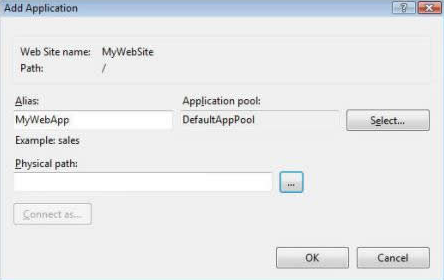 Add Application
Web Site name: MyWebSite
Path: /
Alias: Application pool:
MyWebApp DefaultAppPool Select...
Example: sales
Physical path:
...
Connect as...
OK Cancel